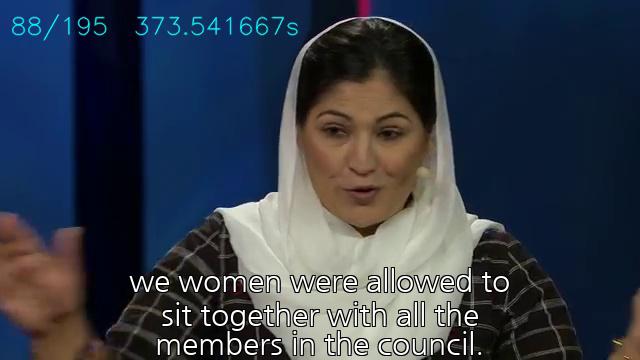 88/195 373.541667s
we women were allowed to
sit together with all the
members in the council.